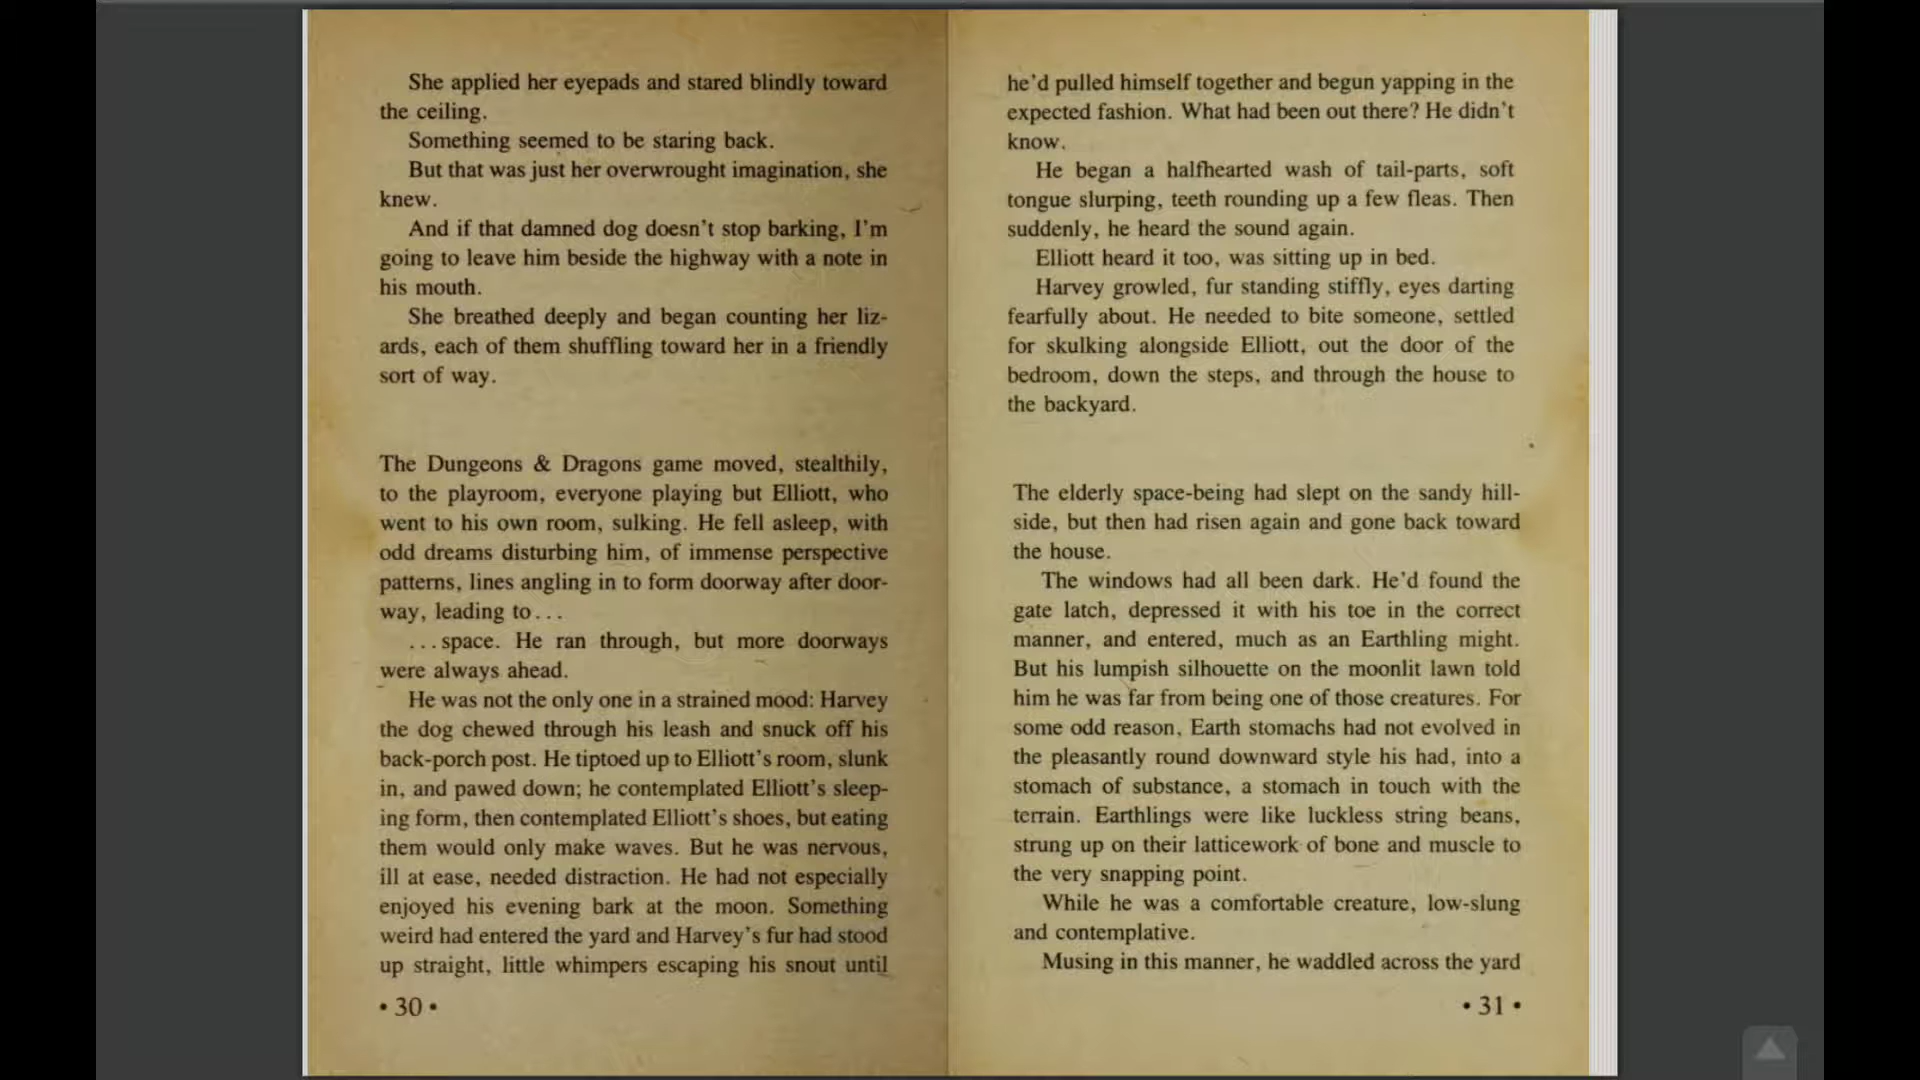 She applied her eyepads and stared blindly toward
the ceiling.
Something seemed to be staring back.
But that was just her overwrought imagination, she
knew.
And if that damned dog doesn't stop barking, I'm
going to leave him beside the highway with a note in
his mouth.
She breathed deeply and began counting her liz-
ards, each of them shuffling toward her in a friendly
sort of way.
The Dungeons & Dragons game moved, stealthily,
to the playroom, everyone playing but Elliott, who
went to his own room, sulking. He fell asleep, with
odd dreams disturbing him, of immense perspective
patterns, lines angling in to form doorway after door-
way, leading to...
...space. He ran through, but more doorways
were always ahead.
He was not the only one in a strained mood: Harvey
the dog chewed through his leash and snuck off his
back-porch post. He tiptoed up to Elliott's room, slunk
in, and pawed down; he contemplated Elliott's sleep-
ing form, then contemplated Elliott's shoes, but eating
them would only make waves. But he was nervous,
ill at ease, needed distraction. He had not especially
enjoyed his evening bark at the moon. Something
weird had entered the yard and Harvey's fur had stood
up straight, little whimpers escaping his snout until
• 30 •
he'd pulled himself together and begun yapping in the
expected fashion. What had been out there? He didn't
know.
He began a halfhearted wash of tail-parts, soft
tongue slurping, teeth rounding up a few fleas. Then
suddenly, he heard the sound again.
Elliott heard it too, was sitting up in bed.
Harvey growled, fur standing stiffly, eyes darting
fearfully about. He needed to bite someone, settled
for skulking alongside Elliott, out the door of the
bedroom, down the steps, and through the house to
the backyard.
The elderly space-being had slept on the sandy hill-
side, but then had risen again and gone back toward
the house.
The windows had all been dark. He'd found the
gate latch, depressed it with his toe in the correct
manner, and entered, much as an Earthling might.
But his lumpish silhouette on the moonlit lawn told
him he was far from being one of those creatures. For
some odd reason, Earth stomachs had not evolved in
the pleasantly round downward style his had, into a
stomach of substance, a stomach in touch with the
terrain. Earthlings were like luckless string beans,
strung up on their latticework of bone and muscle to
the very snapping point.
While he was a comfortable creature, low-slung
and contemplative.
Musing in this manner, he waddled across the yard
• 31 •